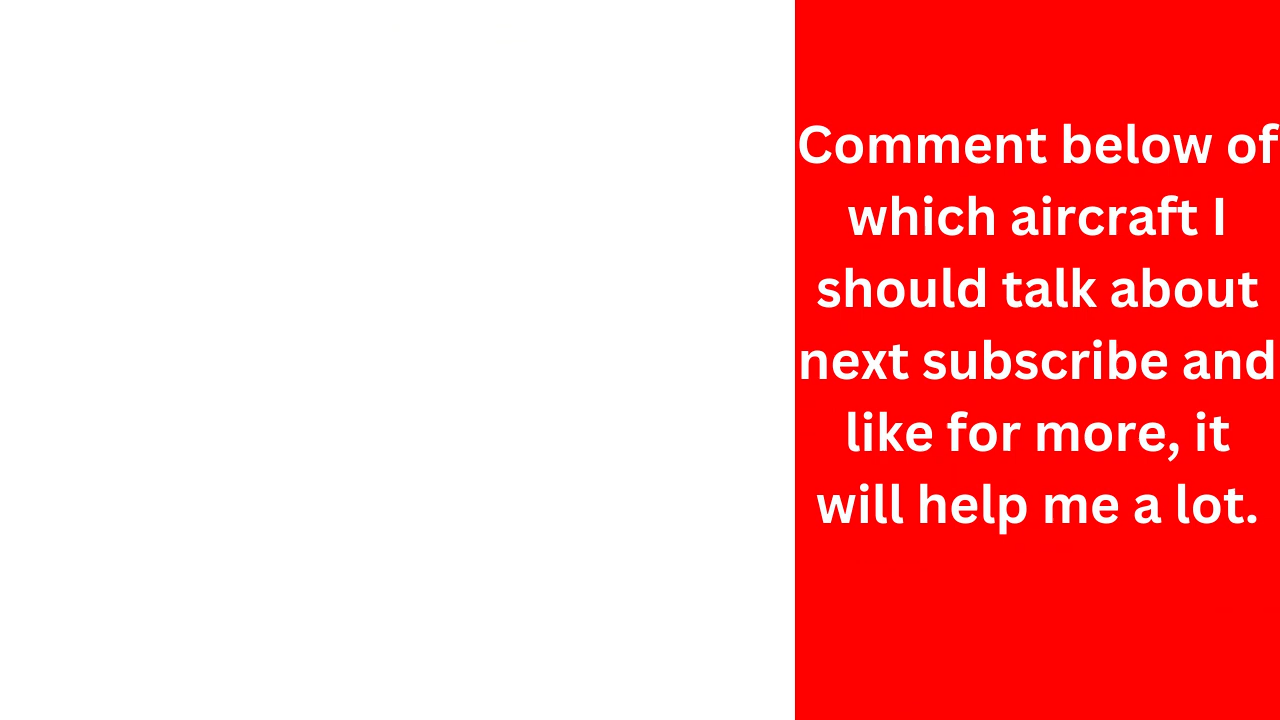 Comment below of
which aircraft I
should talk about
next subscribe and
like for more, it
will help me a lot.